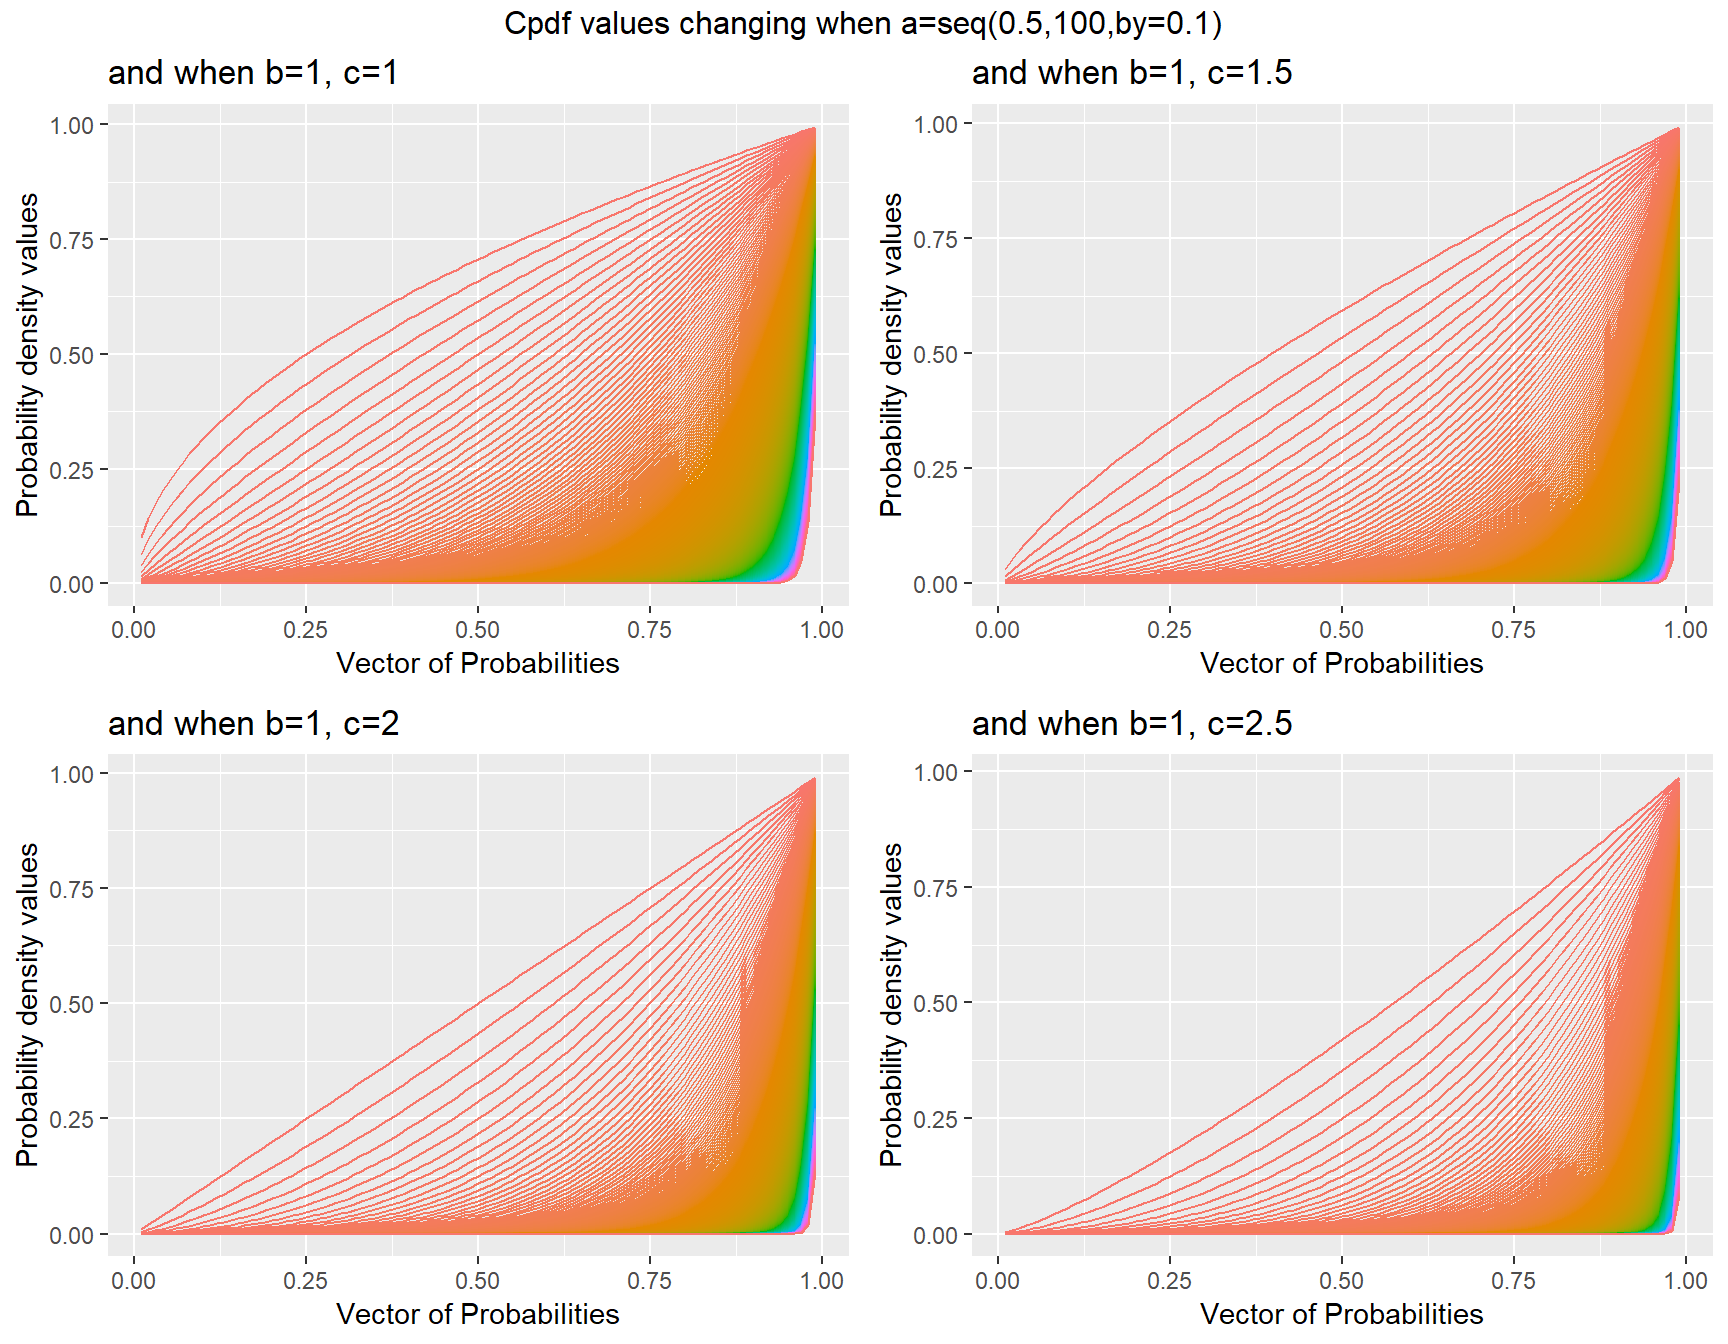 Cpdf values changing when a=seq(0.5,100,by=0.1)
and when b=1, c=1
Probability density values
1.00
0.75
0.50
0.25
0.00
0.00 0.25 0.50 0.75 1.00
Vector of Probabilities
and when b=1, c=1.5
Probability density values
1.00
0.75
0.50
0.25
0.00
0.00 0.25 0.50 0.75 1.00
Vector of Probabilities
and when b=1, c=2
Probability density values
1.00
0.75
0.50
0.25
0.00
0.00 0.25 0.50 0.75 1.00
Vector of Probabilities
and when b=1, c=2.5
Probability density values
1.00
0.75
0.50
0.25
0.00
0.00 0.25 0.50 0.75 1.00
Vector of Probabilities